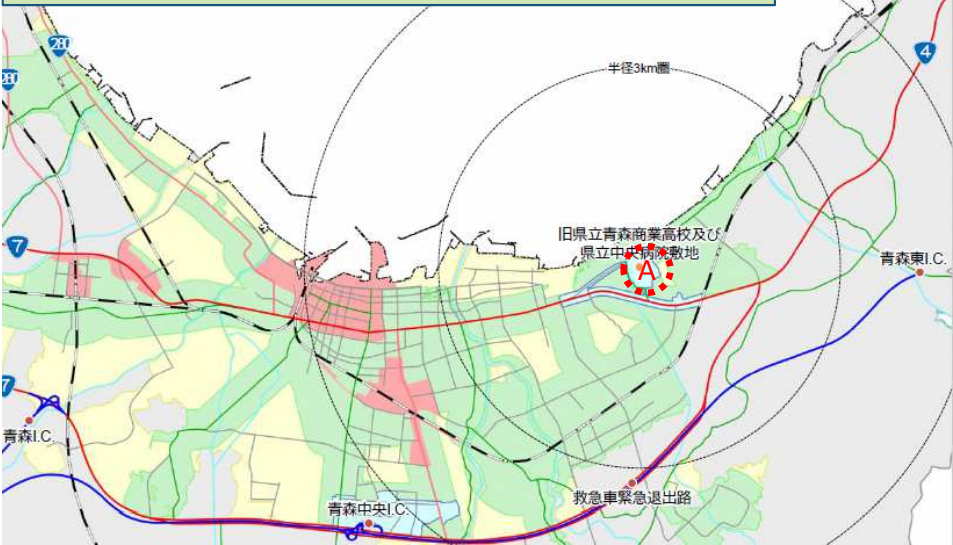 280
4
半径3km圏
280
旧県立青森商業高校及び
県立中央病院敷地
7
A
青森東I.C.
7
青森I.C.
救急車緊急退出路
青森中央I.C.